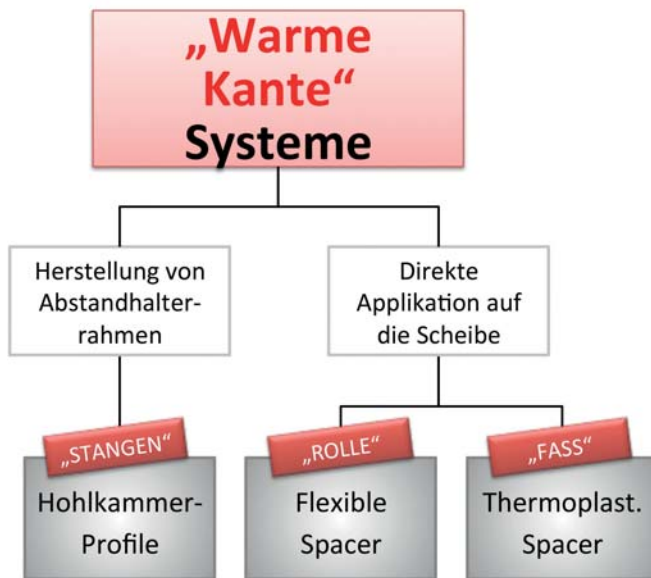 „Warme
Kante“
Systeme
Herstellung von
Abstandhalter-
rahmen
Direkte
Applikation auf
die Scheibe
„STANGEN“
Hohlkammer-
Profile
„ROLLE“
Flexible
Spacer
„FASS“
Thermoplast.
Spacer